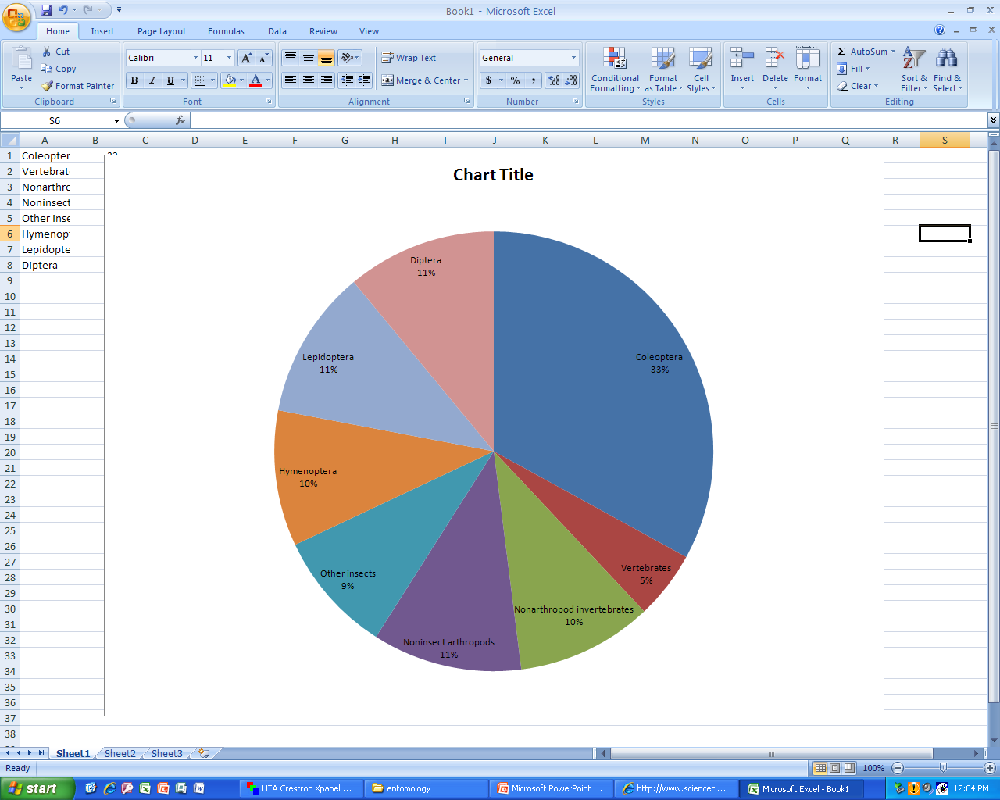 Book1 - Microsoft Excel
Home Insert Page Layout Formulas Data Review View
Paste
Cut
Copy
Format Painter
Clipboard
Calibri 11
B I U
A A
A
Font
Wrap Text
Merge & Center
Alignment
General
$ % ,
.00
.00
Number
Conditional Formatting
Format as Table
Cell Styles
Styles
Insert Delete Format
Cells
Σ AutoSum
Fill
Clear
Sort & Filter
Find & Select
Editing
S6
fx
A B C D E F G H I J K L M N O P Q R S
1 Coleopter
2 Vertebrat
3 Nonarthro
4 Noninsect
5 Other inse
6 Hymenop
7 Lepidopte
8 Diptera
9
10
11
12
13
14
15
16
17
18
19
20
21
22
23
24
25
26
27
28
29
30
31
32
33
34
35
36
37
38
Chart Title
Diptera
11%
Coleoptera
33%
Lepidoptera
11%
Hymenoptera
10%
Vertebrates
5%
Other insects
9%
Nonarthropod invertebrates
10%
Noninsect arthropods
11%
Sheet1 Sheet2 Sheet3
Ready
100%
start
UTA Crestron Xpanel ...
entomology
Microsoft PowerPoint ...
http://www.sciencecl...
Microsoft Excel - Book1
12:04 PM